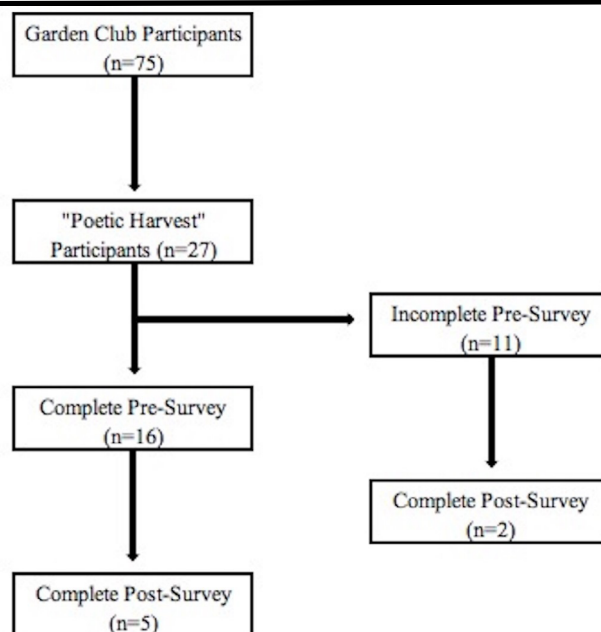 Garden Club Participants
(n=75)
"Poetic Harvest"
Participants (n=27)
Incomplete Pre-Survey
(n=11)
Complete Pre-Survey
(n=16)
Complete Post-Survey
(n=2)
Complete Post-Survey
(n=5)